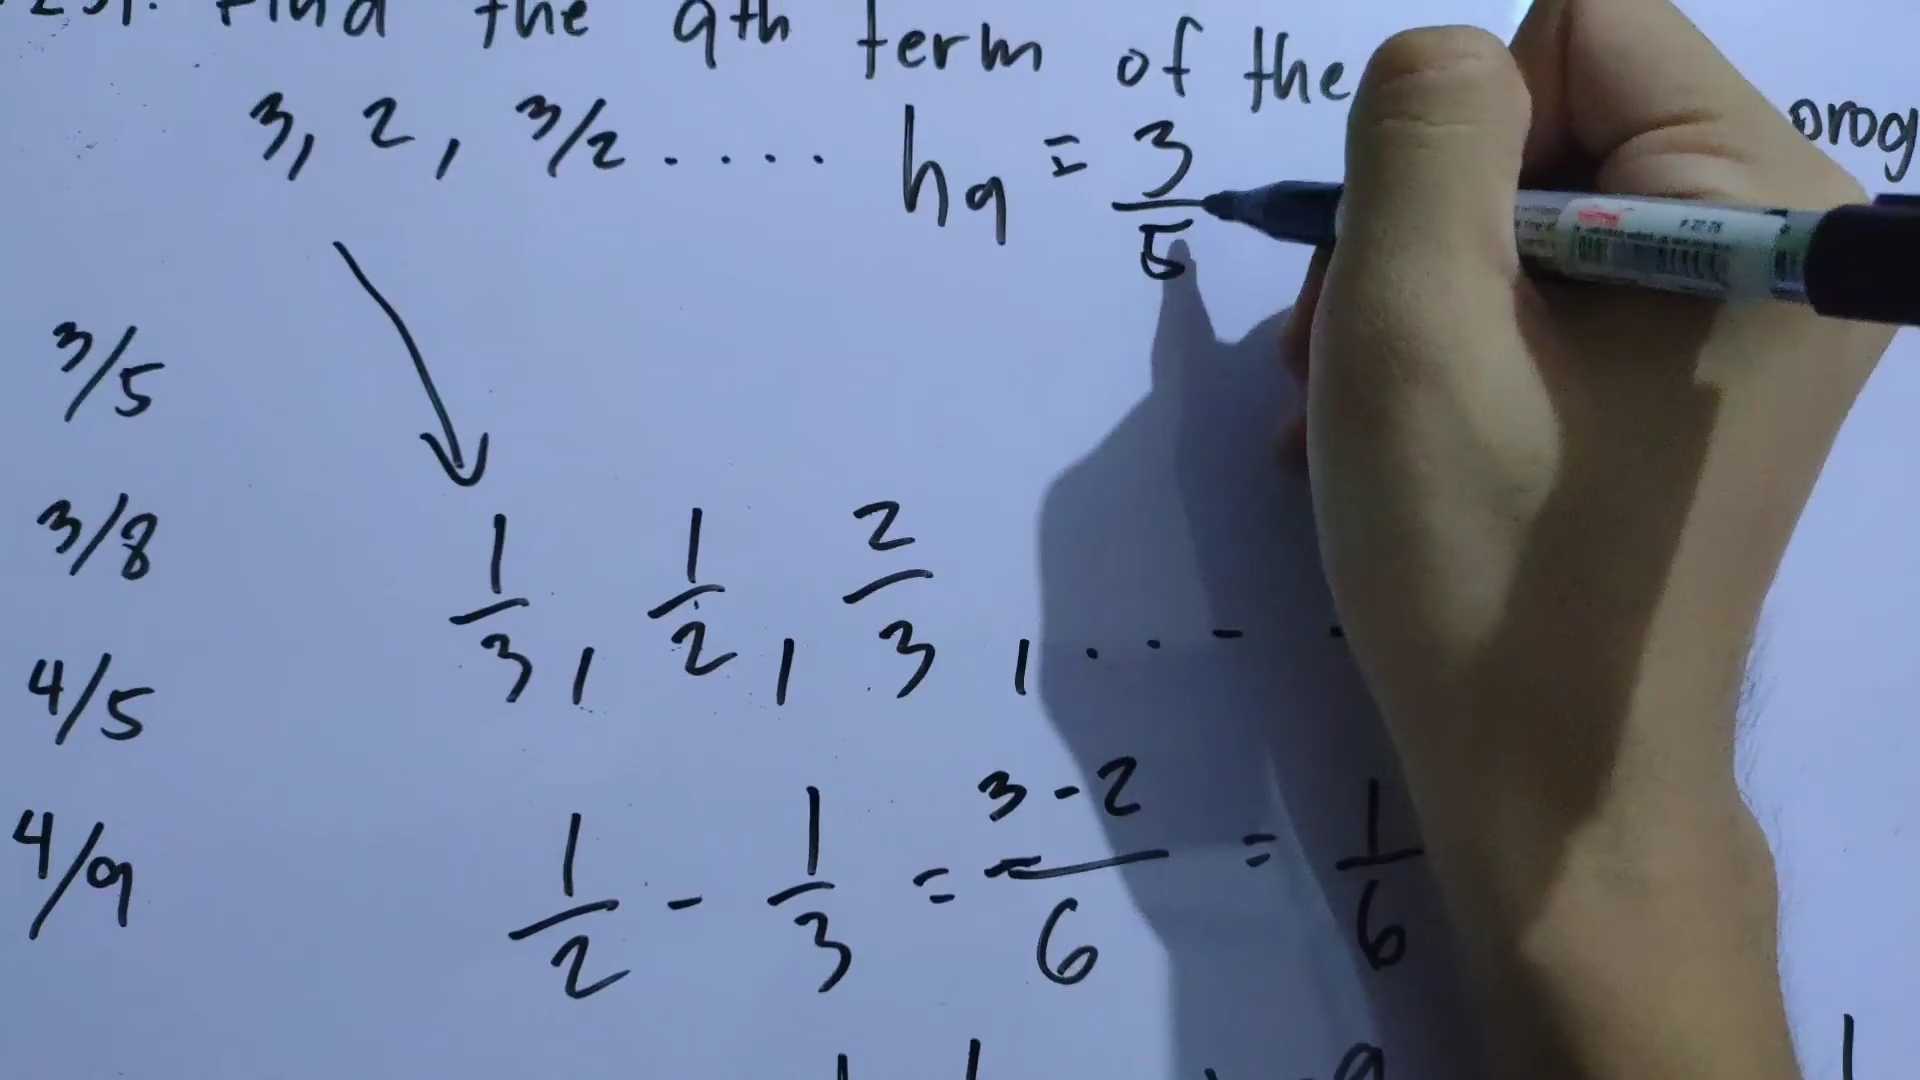 Find the 9th term of the prog
3, 2, 3/2 ....
h9 = 3/5
3/5
3/8
4/5
4/9
1/3, 1/2, 2/3, ....
1/2 - 1/3 = 3-2/6 = 1/6